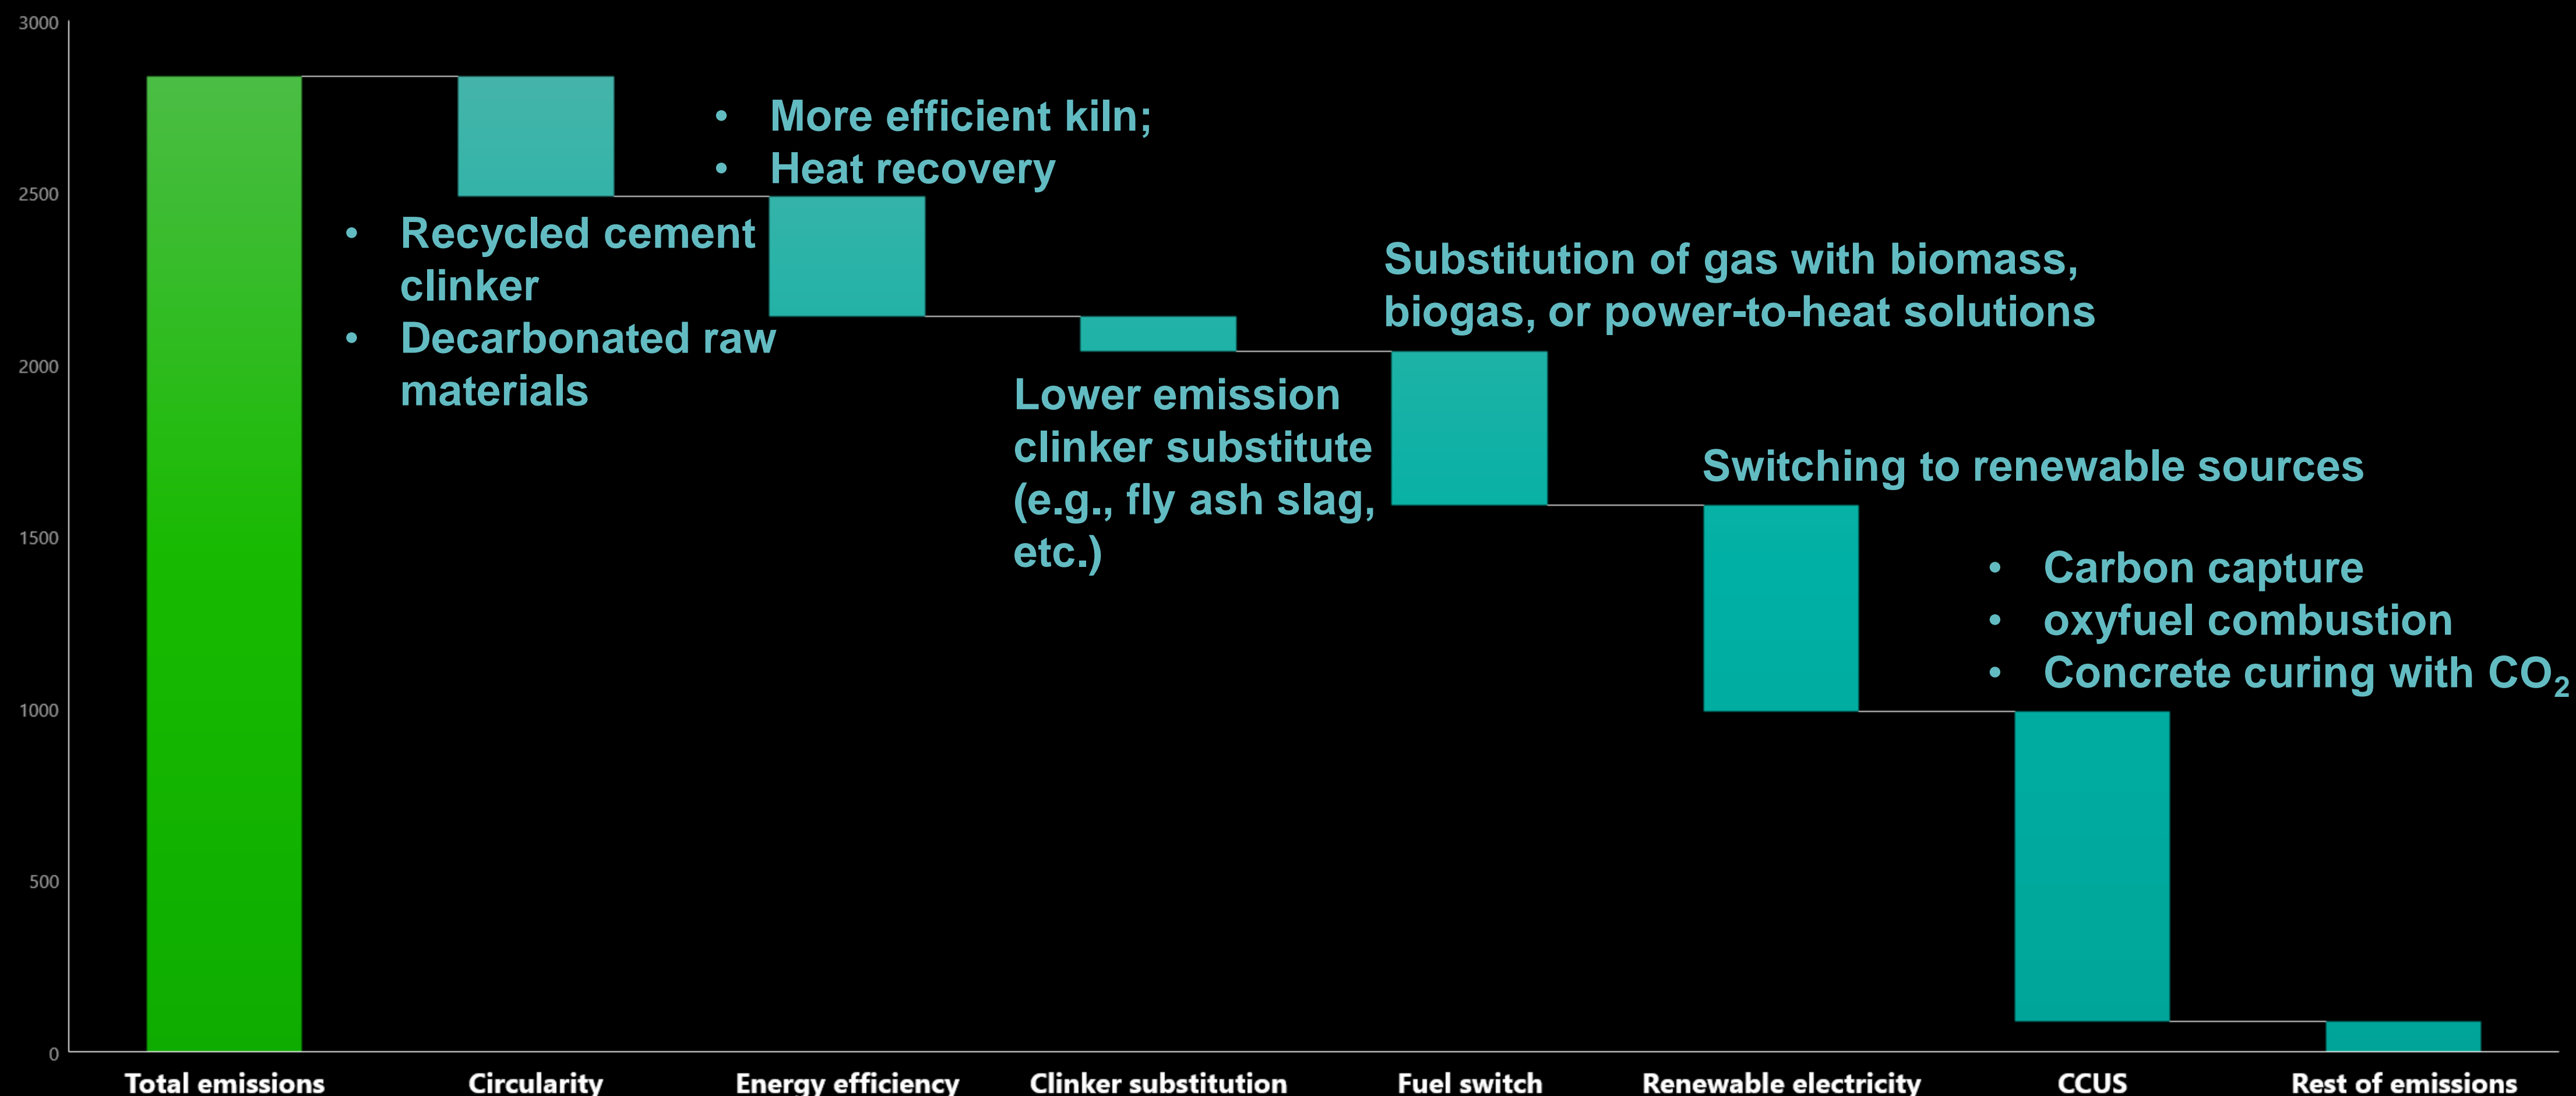 3000
2500
2000
1500
1000
500
0
• More efficient kiln;
• Heat recovery
• Recycled cement
clinker
• Decarbonated raw
materials
Substitution of gas with biomass,
biogas, or power-to-heat solutions
Lower emission
clinker substitute
(e.g., fly ash slag,
etc.)
Switching to renewable sources
• Carbon capture
• oxyfuel combustion
• Concrete curing with CO₂
Total emissions
Circularity
Energy efficiency
Clinker substitution
Fuel switch
Renewable electricity
CCUS
Rest of emissions